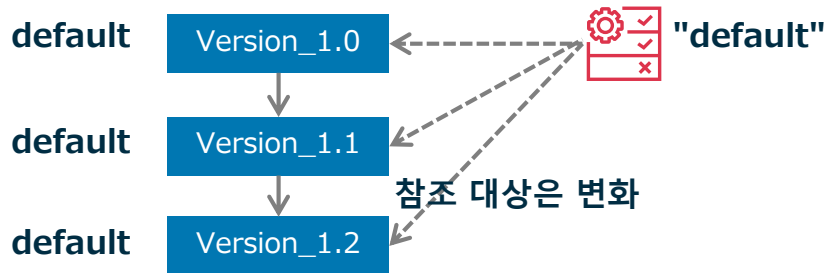 default Version_1.0 "default"
default Version_1.1
참조 대상은 변화
default Version_1.2